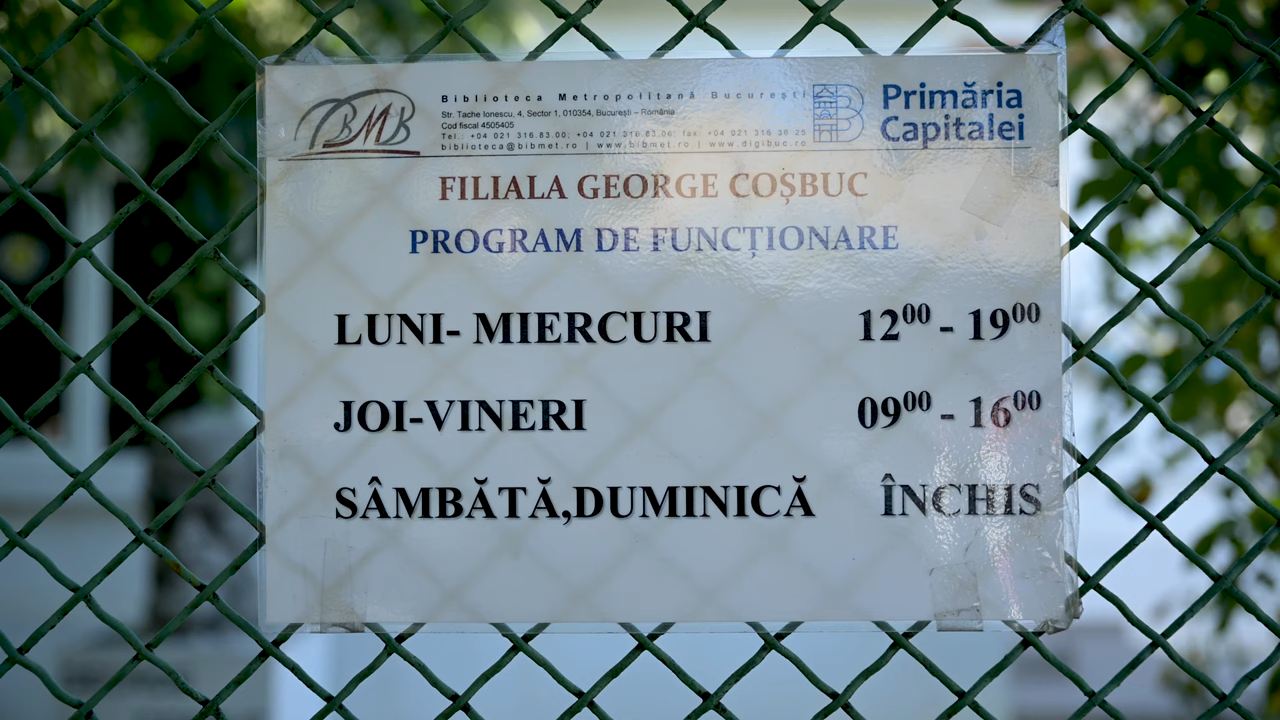 BMB
Biblioteca Metropolitană Bucureşti
Str. Tache Ionescu, 4, Sector 1, 010354, Bucureşti – România
Cod fiscal 4505405
Tel.: +04 021 316.83.00; +04 021 316.83.06; fax: +04 021 316 36 25
biblioteca@bibmet.ro | www.bibmet.ro | www.digibuc.ro
Primăria
Capitalei
FILIALA GEORGE COȘBUC
PROGRAM DE FUNCȚIONARE
LUNI- MIERCURI 12⁰⁰ - 19⁰⁰
JOI-VINERI 09⁰⁰ - 16⁰⁰
SÂMBĂTĂ,DUMINICĂ ÎNCHIS